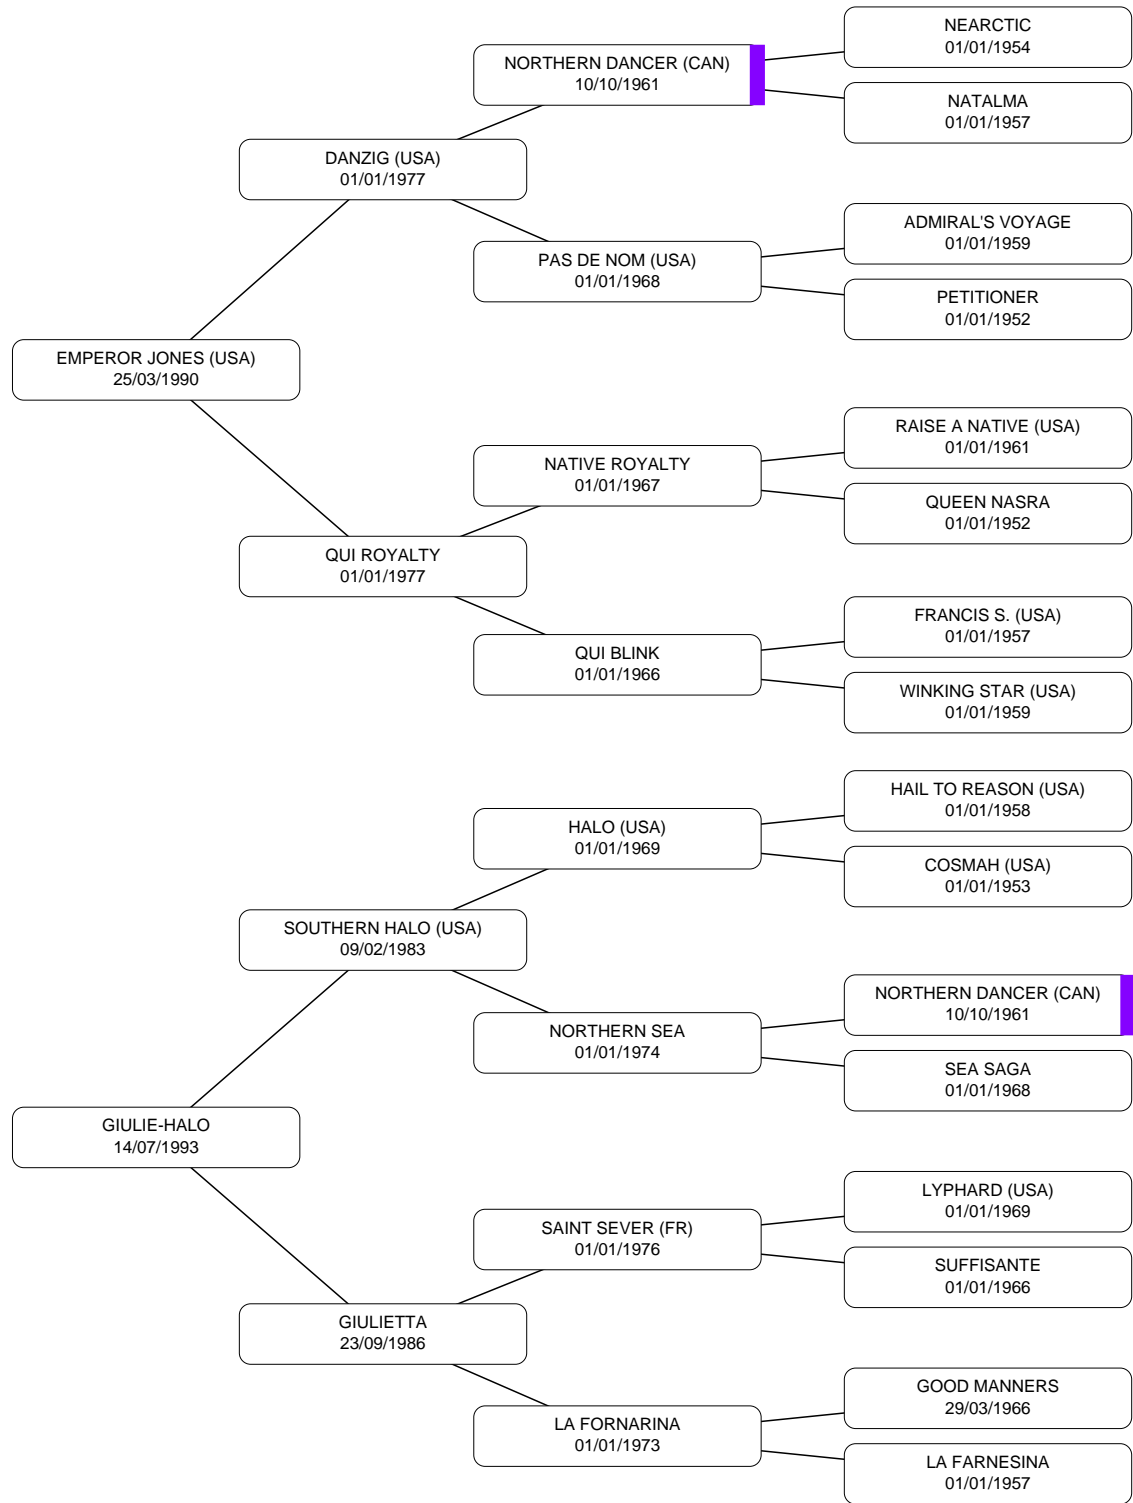 NEARCTIC
01/01/1954
NORTHERN DANCER (CAN)
10/10/1961
NATALMA
01/01/1957
DANZIG (USA)
01/01/1977
ADMIRAL'S VOYAGE
01/01/1959
PAS DE NOM (USA)
01/01/1968
PETITIONER
01/01/1952
EMPEROR JONES (USA)
25/03/1990
RAISE A NATIVE (USA)
01/01/1961
NATIVE ROYALTY
01/01/1967
QUEEN NASRA
01/01/1952
QUI ROYALTY
01/01/1977
FRANCIS S. (USA)
01/01/1957
QUI BLINK
01/01/1966
WINKING STAR (USA)
01/01/1959
HAIL TO REASON (USA)
01/01/1958
HALO (USA)
01/01/1969
COSMAH (USA)
01/01/1953
SOUTHERN HALO (USA)
09/02/1983
NORTHERN DANCER (CAN)
10/10/1961
NORTHERN SEA
01/01/1974
SEA SAGA
01/01/1968
GIULIE-HALO
14/07/1993
LYPHARD (USA)
01/01/1969
SAINT SEVER (FR)
01/01/1976
SUFFISANTE
01/01/1966
GIULIETTA
23/09/1986
GOOD MANNERS
29/03/1966
LA FORNARINA
01/01/1973
LA FARNESINA
01/01/1957